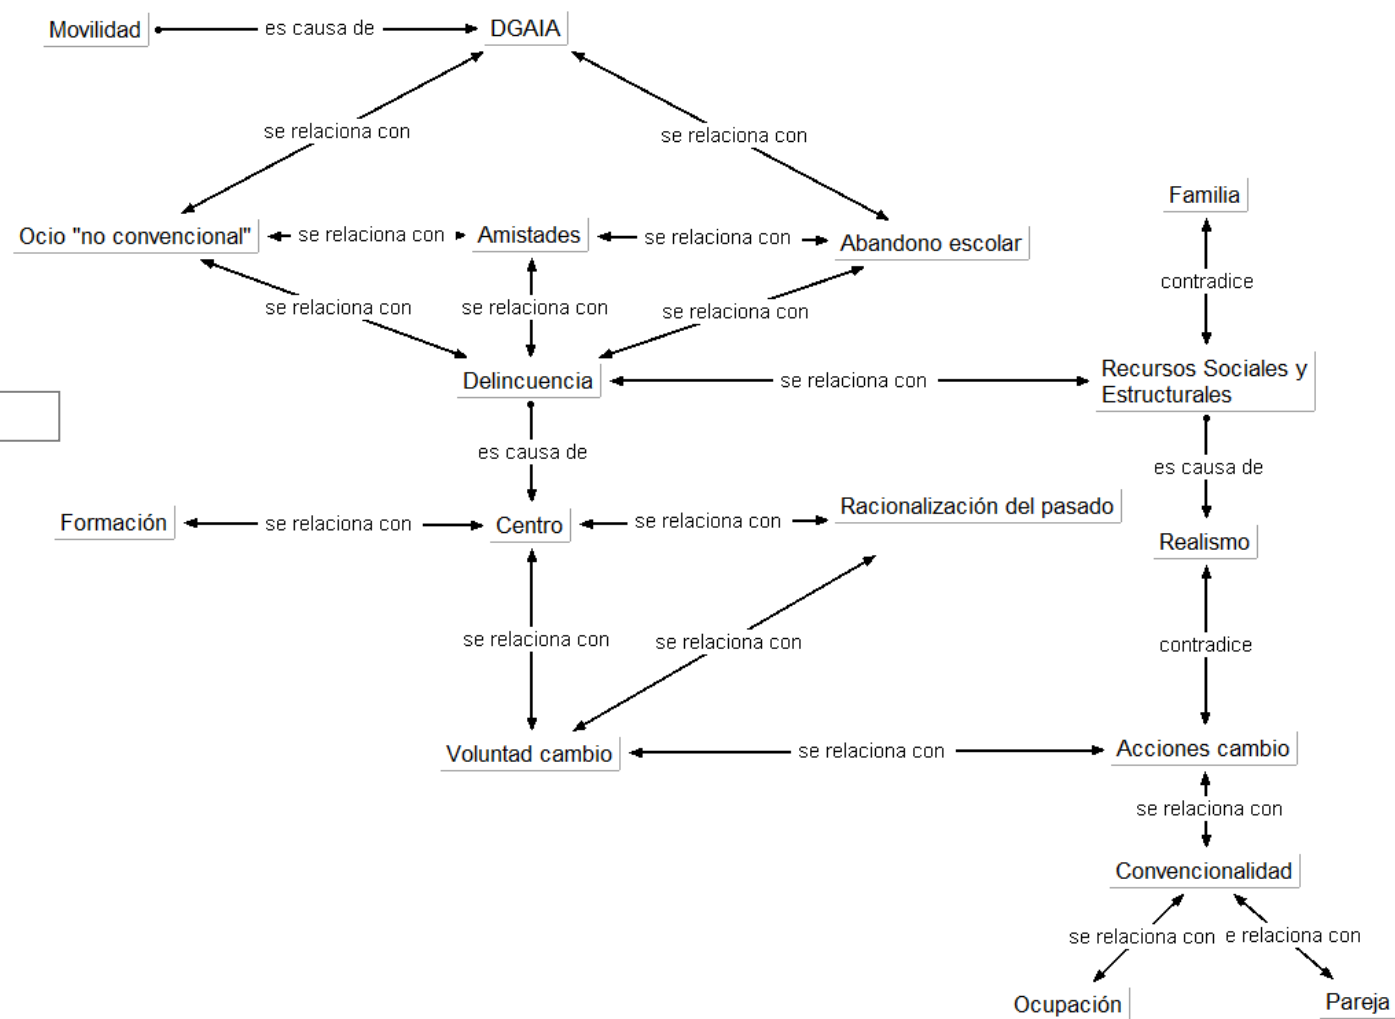 Movilidad
es causa de
DGAIA
se relaciona con
se relaciona con
Familia
Ocio "no convencional"
se relaciona con
Amistades
se relaciona con
Abandono escolar
contradice
se relaciona con
se relaciona con
se relaciona con
Delincuencia
se relaciona con
Recursos Sociales y
Estructurales
es causa de
es causa de
Formación
se relaciona con
Centro
se relaciona con
Racionalización del pasado
Realismo
se relaciona con
se relaciona con
contradice
Voluntad cambio
se relaciona con
Acciones cambio
se relaciona con
Convencionalidad
se relaciona con
e relaciona con
Ocupación
Pareja